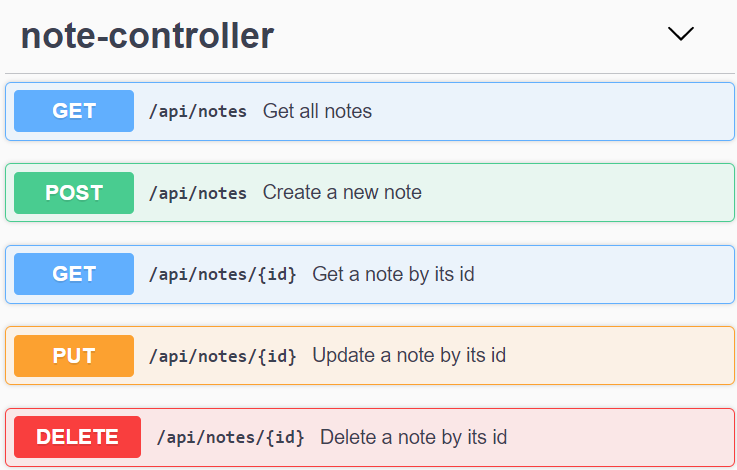 note-controller
GET /api/notes Get all notes
POST /api/notes Create a new note
GET /api/notes/{id} Get a note by its id
PUT /api/notes/{id} Update a note by its id
DELETE /api/notes/{id} Delete a note by its id